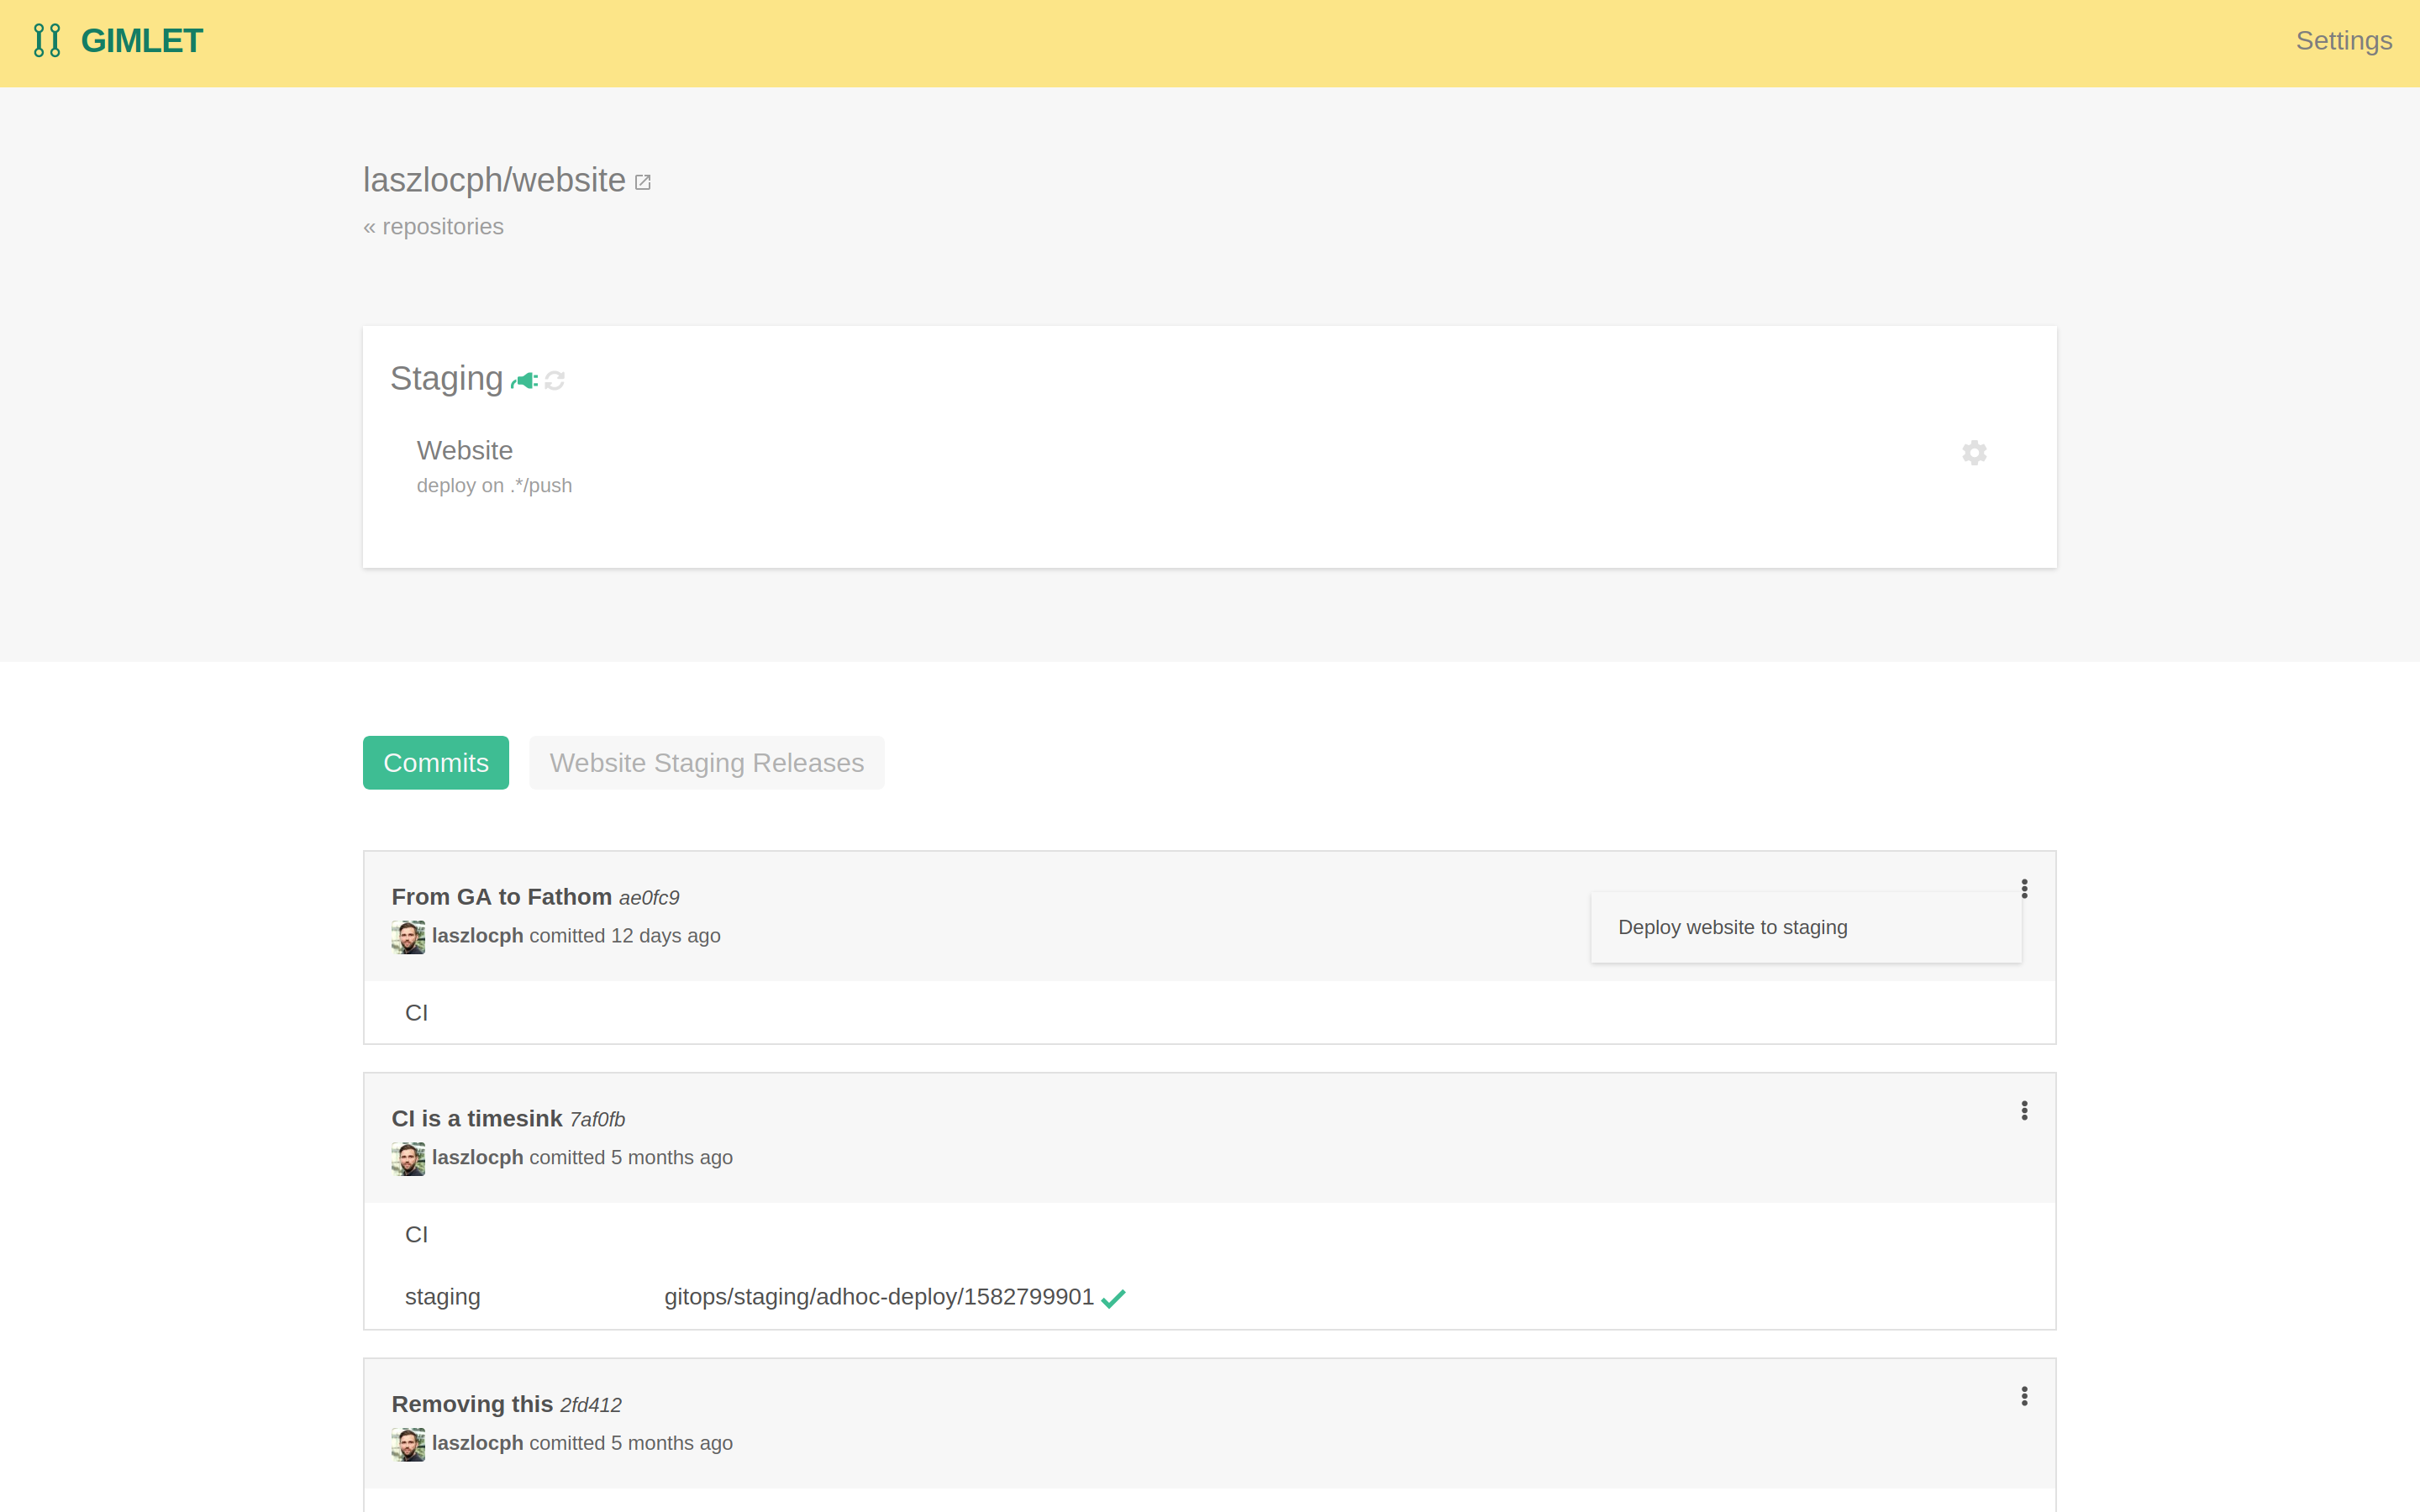 GIMLET
Settings
laszlocph/website
« repositories
Staging
Website
deploy on .*/push
Commits
Website Staging Releases
From GA to Fathom ae0fc9
laszlocph comitted 12 days ago
Deploy website to staging
CI
CI is a timesink 7af0fb
laszlocph comitted 5 months ago
CI
staging gitops/staging/adhoc-deploy/1582799901
Removing this 2fd412
laszlocph comitted 5 months ago